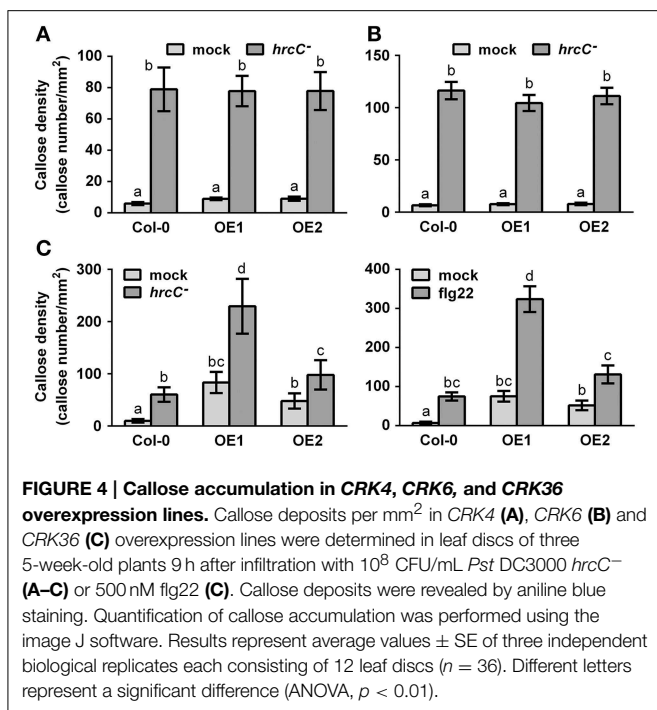 A
mock hrcC-
Callose density
(callose number/mm²)
100
80
60
40
20
0
b b b
a a a
Col-0 OE1 OE2
B
mock hrcC-
150
100
50
0
b b b
a a a
Col-0 OE1 OE2
C
mock
hrcC-
Callose density
(callose number/mm²)
300
200
100
0
a b bc d b c
Col-0 OE1 OE2
mock
flg22
400
300
200
100
0
a bc b d b c
Col-0 OE1 OE2
FIGURE 4 | Callose accumulation in CRK4, CRK6, and CRK36
overexpression lines. Callose deposits per mm² in CRK4 (A), CRK6 (B) and
CRK36 (C) overexpression lines were determined in leaf discs of three
5-week-old plants 9 h after infiltration with 10⁸ CFU/mL Pst DC3000 hrcC−
(A–C) or 500 nM flg22 (C). Callose deposits were revealed by aniline blue
staining. Quantification of callose accumulation was performed using the
image J software. Results represent average values ± SE of three independent
biological replicates each consisting of 12 leaf discs (n = 36). Different letters
represent a significant difference (ANOVA, p < 0.01).